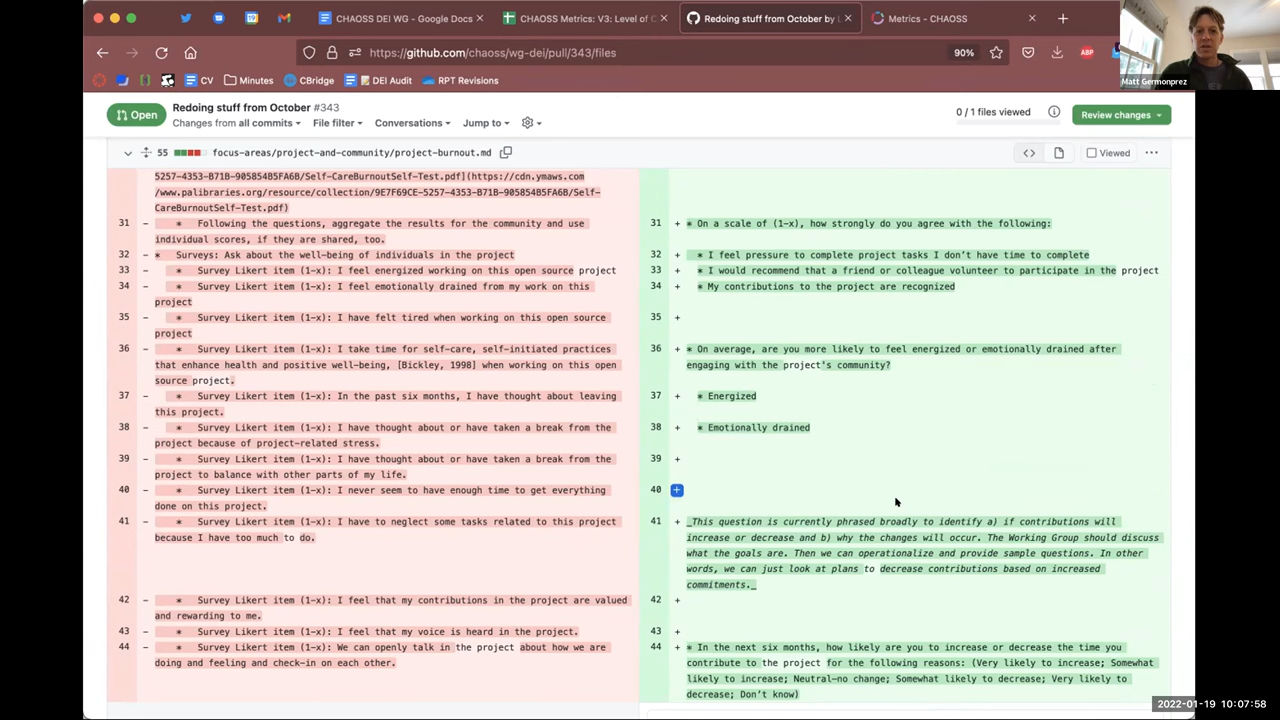 CHAOSS DEI WG - Google Docs
CHAOSS Metrics: V3: Level of C
Redoing stuff from October by L
Metrics - CHAOSS
https://github.com/chaoss/wg-dei/pull/343/files
90%
ABP
CV
Minutes
CBridge
DEI Audit
RPT Revisions
Matt Germonprez
Open
Redoing stuff from October #343
Changes from all commits
File filter
Conversations
Jump to
0 / 1 files viewed
Review changes
55 focus-areas/project-and-community/project-burnout.md
Viewed
5257-4353-B71B-905854B5FA6B/Self-CareBurnoutSelf-Test.pdf](https://cdn.ymaws.com
/www.palibraries.org/resource/collection/9E7F69CE-5257-4353-B71B-905854B5FA6B/Self-
CareBurnoutSelf-Test.pdf)
31 - * Following the questions, aggregate the results for the community and use
individual scores, if they are shared, too.
32 - * Surveys: Ask about the well-being of individuals in the project
33 - * Survey Likert item (1-x): I feel energized working on this open source project
34 - * Survey Likert item (1-x): I feel emotionally drained from my work on this
project
35 - * Survey Likert item (1-x): I have felt tired when working on this open source
project
36 - * Survey Likert item (1-x): I take time for self-care, self-initiated practices
that enhance health and positive well-being, [Bickley, 1998] when working on this open
source project.
37 - * Survey Likert item (1-x): In the past six months, I have thought about leaving
this project.
38 - * Survey Likert item (1-x): I have thought about or have taken a break from the
project because of project-related stress.
39 - * Survey Likert item (1-x): I have thought about or have taken a break from the
project to balance with other parts of my life.
40 - * Survey Likert item (1-x): I never seem to have enough time to get everything
done on this project.
41 - * Survey Likert item (1-x): I have to neglect some tasks related to this project
because I have too much to do.
42 - * Survey Likert item (1-x): I feel that my contributions in the project are valued
and rewarding to me.
43 - * Survey Likert item (1-x): I feel that my voice is heard in the project.
44 - * Survey Likert item (1-x): We can openly talk in the project about how we are
doing and feeling and check-in on each other.
31 + * On a scale of (1-x), how strongly do you agree with the following:
32 + * I feel pressure to complete project tasks I don't have time to complete
33 + * I would recommend that a friend or colleague volunteer to participate in the project
34 + * My contributions to the project are recognized
35 +
36 + * On average, are you more likely to feel energized or emotionally drained after
engaging with the project's community?
37 + * Energized
38 + * Emotionally drained
39 +
40 +
41 + _This question is currently phrased broadly to identify a) if contributions will
increase or decrease and b) why the changes will occur. The Working Group should discuss
what the goals are. Then we can operationalize and provide sample questions. In other
words, we can just look at plans to decrease contributions based on increased
commitments._
42 +
43 +
44 + * In the next six months, how likely are you to increase or decrease the time you
contribute to the project for the following reasons: (Very likely to increase; Somewhat
likely to increase; Neutral-no change; Somewhat likely to decrease; Very likely to
decrease; Don't know)
2022-01-19 10:07:58